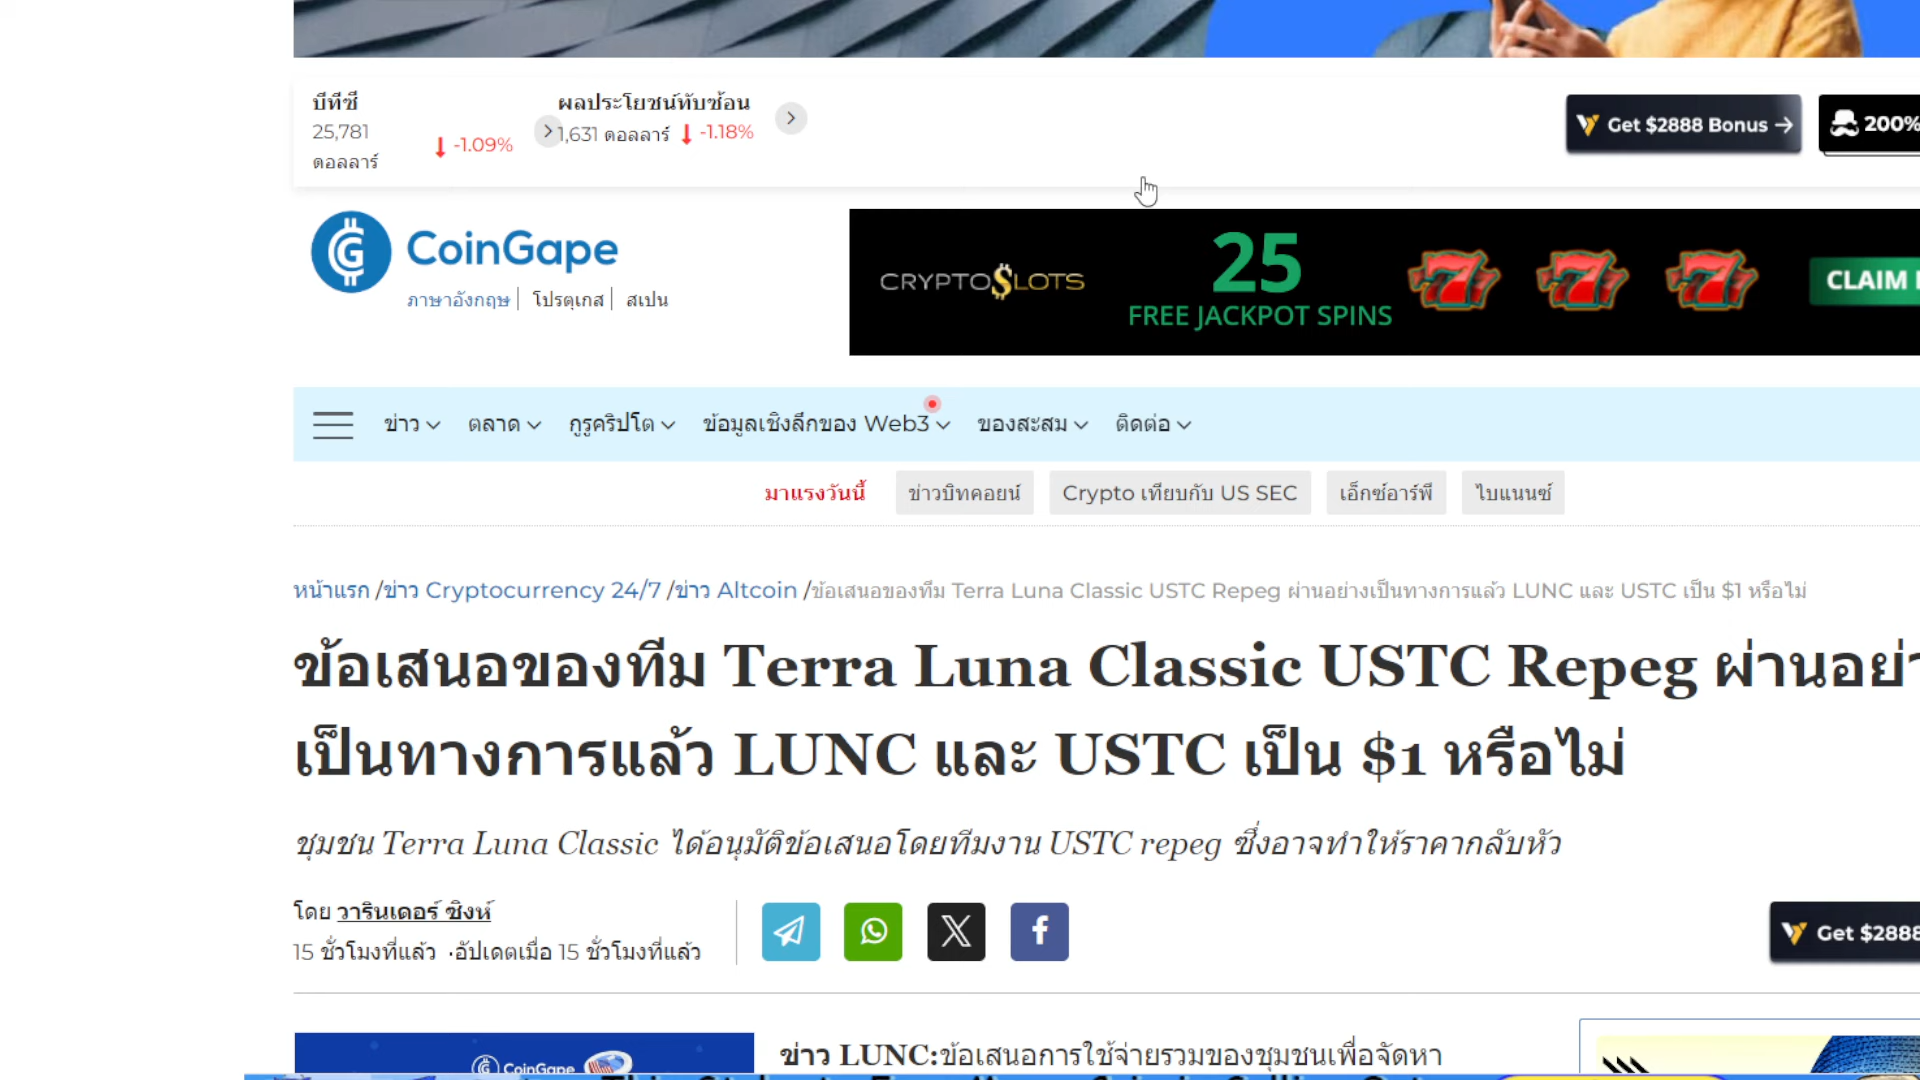 บีทีซี
25,781
ดอลลาร์
-1.09%
ผลประโยชน์ทับซ้อน
1,631 ดอลลาร์ -1.18%
Get $2888 Bonus →
200%
CoinGape
ภาษาอังกฤษ | โปรตุเกส | สเปน
CRYPTO$LOTS
25
FREE JACKPOT SPINS
CLAIM
ข่าว ตลาด กูรูคริปโต ข้อมูลเชิงลึกของ Web3 ของสะสม ติดต่อ
มาแรงวันนี้ ข่าวบิทคอยน์ Crypto เทียบกับ US SEC เอ็กซ์อาร์พี ไบแนนซ์
หน้าแรก /ข่าว Cryptocurrency 24/7 /ข่าว Altcoin /ข้อเสนอของทีม Terra Luna Classic USTC Repeg ผ่านอย่างเป็นทางการแล้ว LUNC และ USTC เป็น $1 หรือไม่
ข้อเสนอของทีม Terra Luna Classic USTC Repeg ผ่านอย่า
เป็นทางการแล้ว LUNC และ USTC เป็น $1 หรือไม่
ชุมชน Terra Luna Classic ได้อนุมัติข้อเสนอโดยทีมงาน USTC repeg ซึ่งอาจทำให้ราคากลับหัว
โดย วารินเดอร์ ซิงห์
15 ชั่วโมงที่แล้ว ·อัปเดตเมื่อ 15 ชั่วโมงที่แล้ว
Get $2888
CoinGape
ข่าว LUNC:ข้อเสนอการใช้จ่ายรวมของชุมชนเพื่อจัดหา